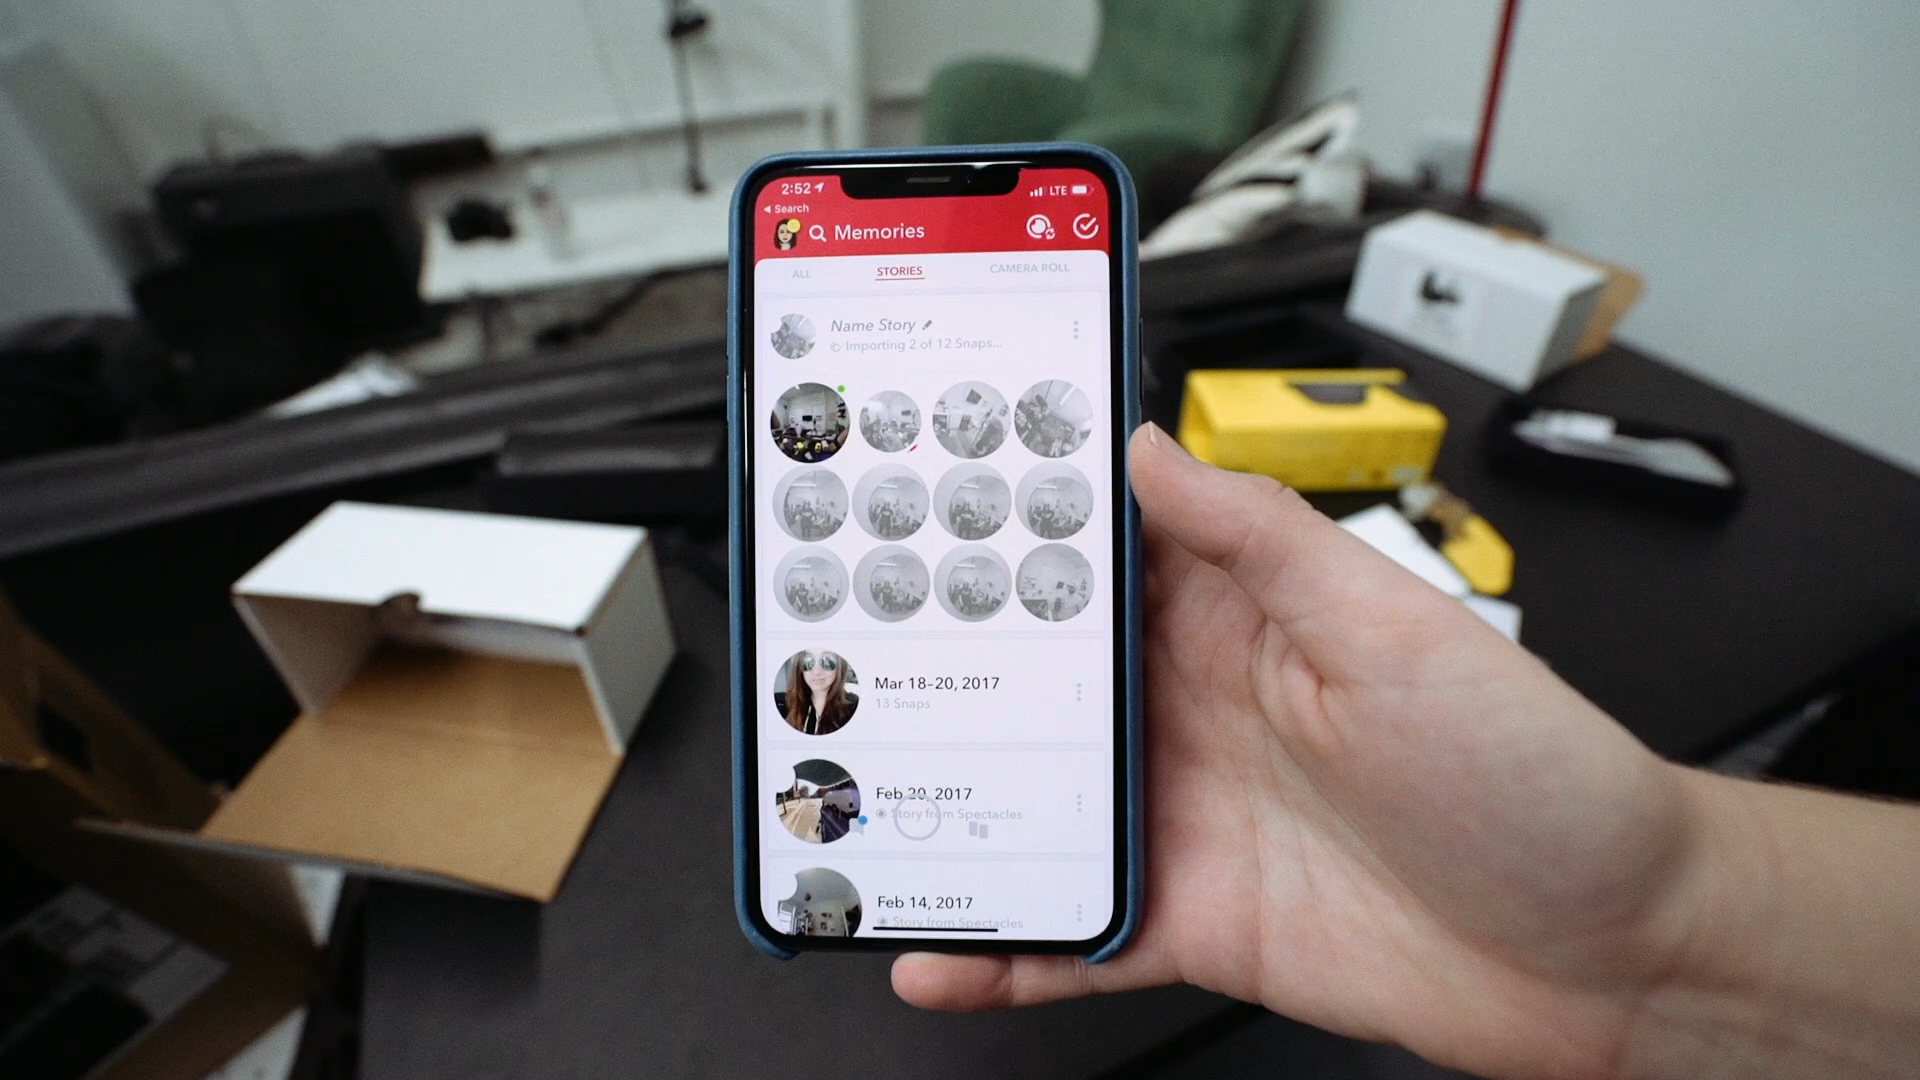 2:52
LTE
Search
Memories
ALL STORIES CAMERA ROLL
Name Story
Importing 2 of 12 Snaps...
Mar 18-20, 2017
13 Snaps
Feb 20, 2017
Story from Spectacles
Feb 14, 2017
Story from Spectacles